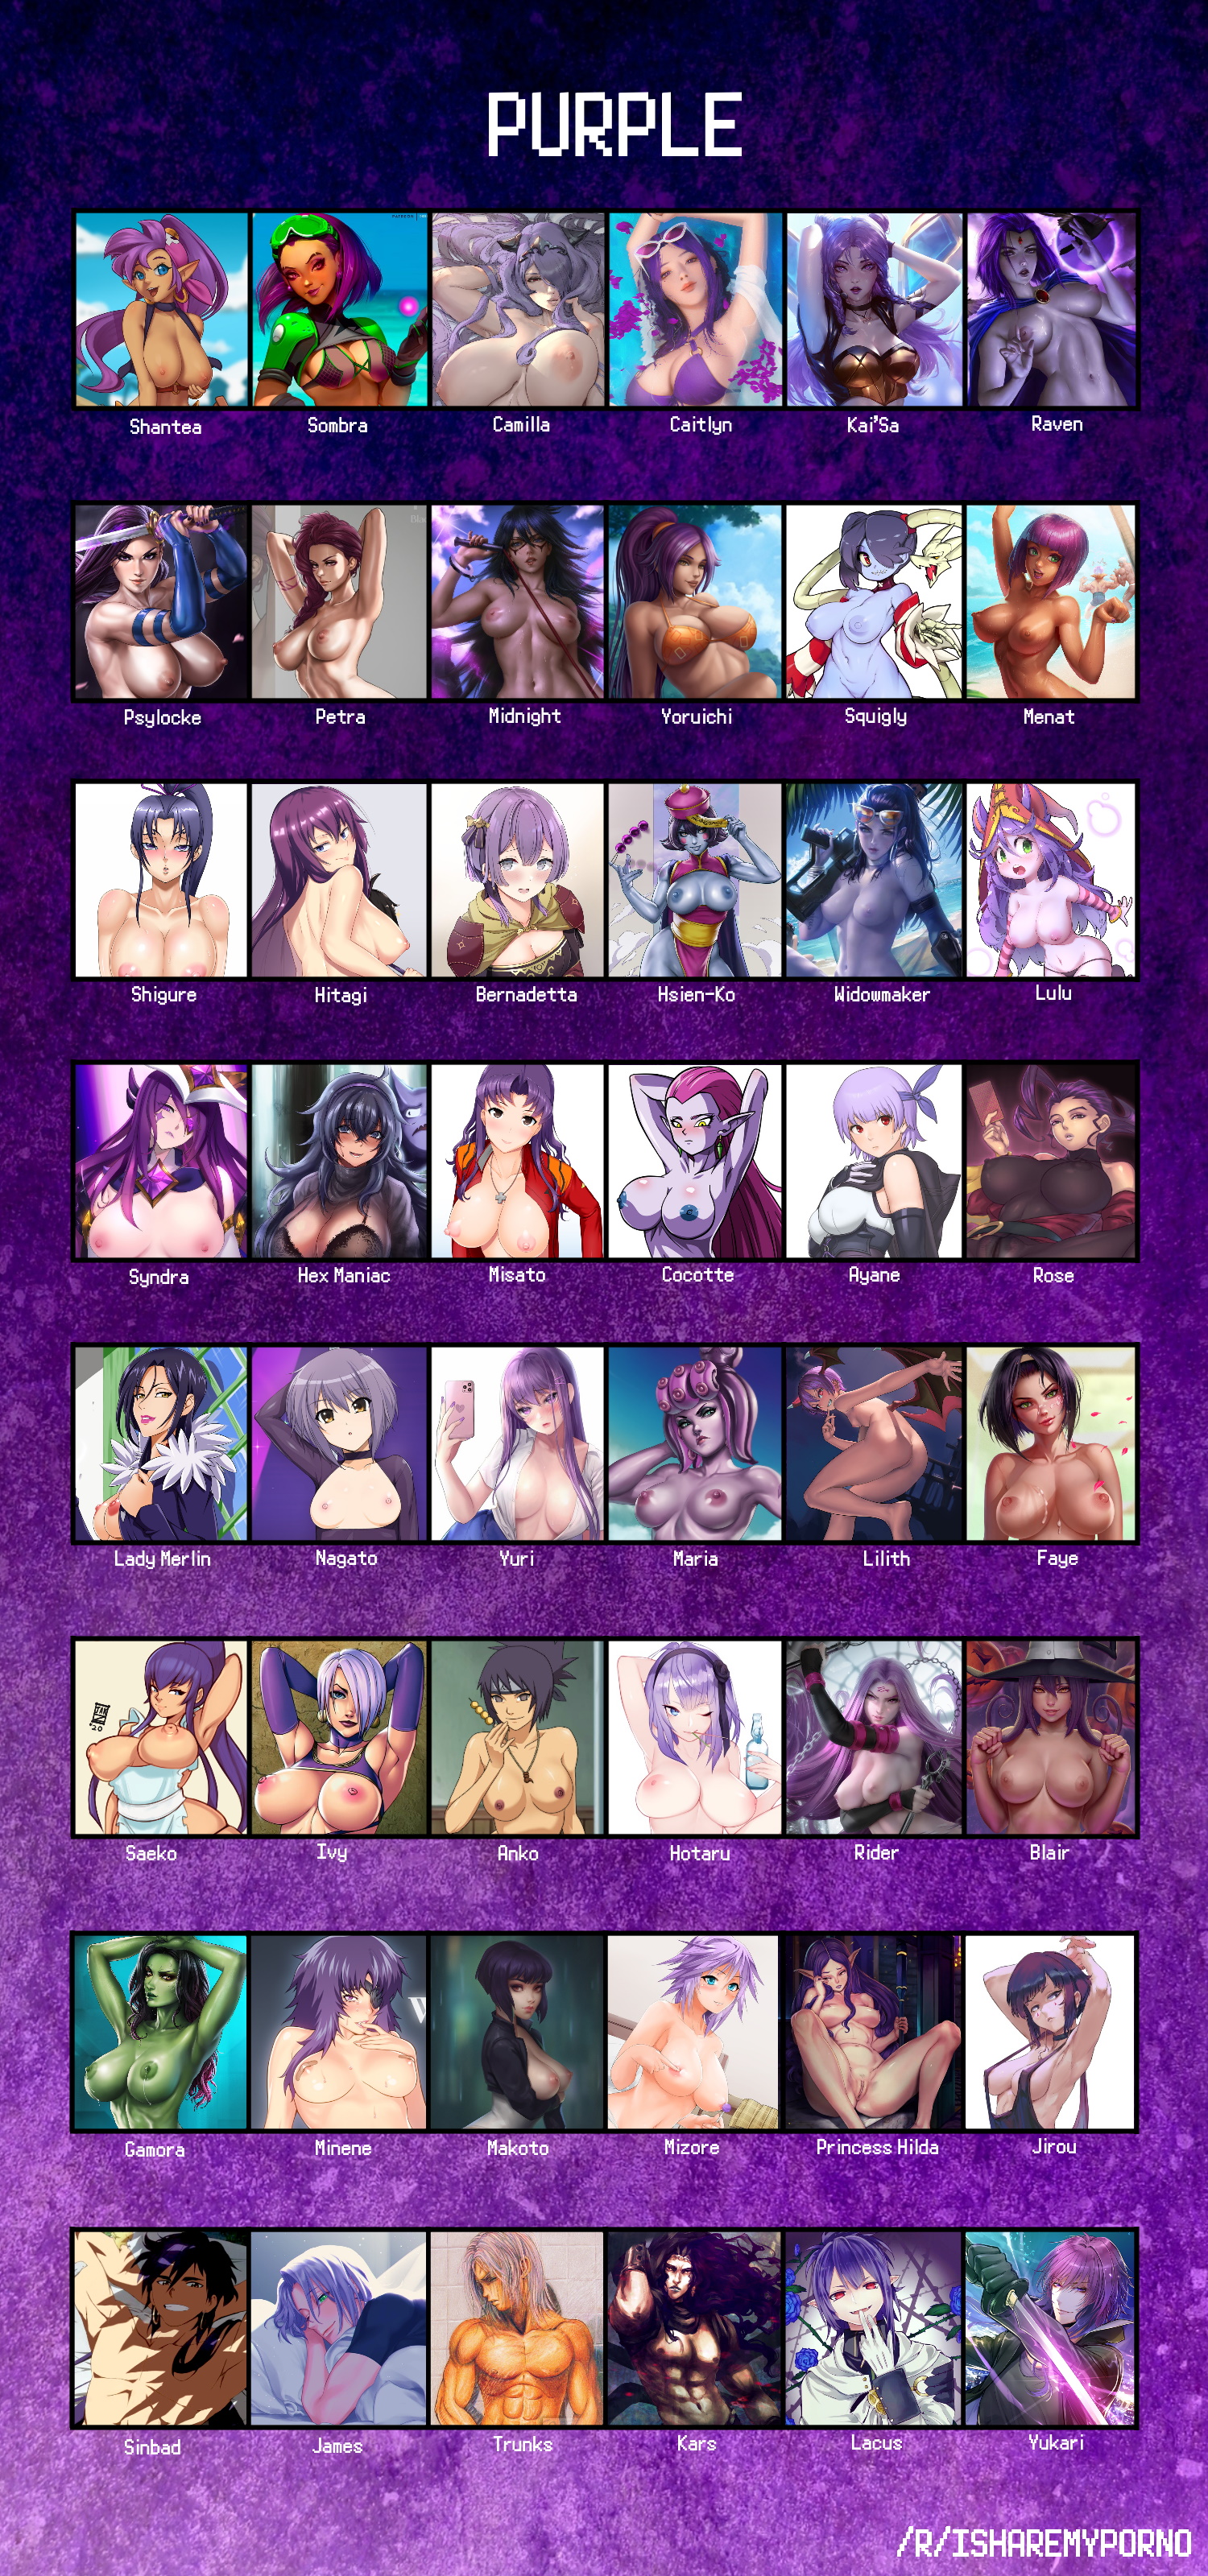 PURPLE
Shantea Sombra Camilla Caitlyn Kai'Sa Raven
Psylocke Petra Midnight Yoruichi Squigly Menat
Shigure Hitagi Bernadetta Hsien-Ko Widowmaker Lulu
Syndra Hex Maniac Misato Cocotte Ayane Rose
Lady Merlin Nagato Yuri Maria Lilith Faye
'20
Saeko Ivy Anko Hotaru Rider Blair
Gamora Minene Makoto Mizore Princess Hilda Jirou
Sinbad James Trunks Kars Lacus Yukari
/R/ISHAREMYPORNO